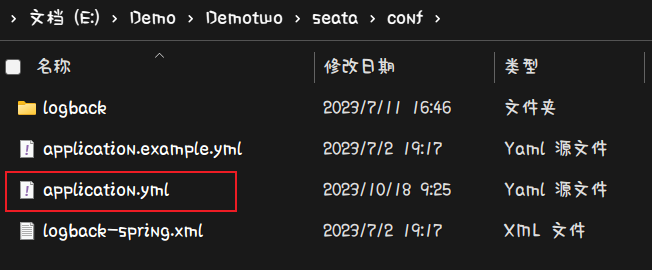 › 文档 (E:) › Demo › Demotwo › seata › conf ›
名称 修改日期 类型
logback 2023/7/11 16:46 文件夹
application.example.yml 2023/7/2 19:17 Yaml 源文件
application.yml 2023/10/18 9:25 Yaml 源文件
logback-spring.xml 2023/7/2 19:17 XML 文件